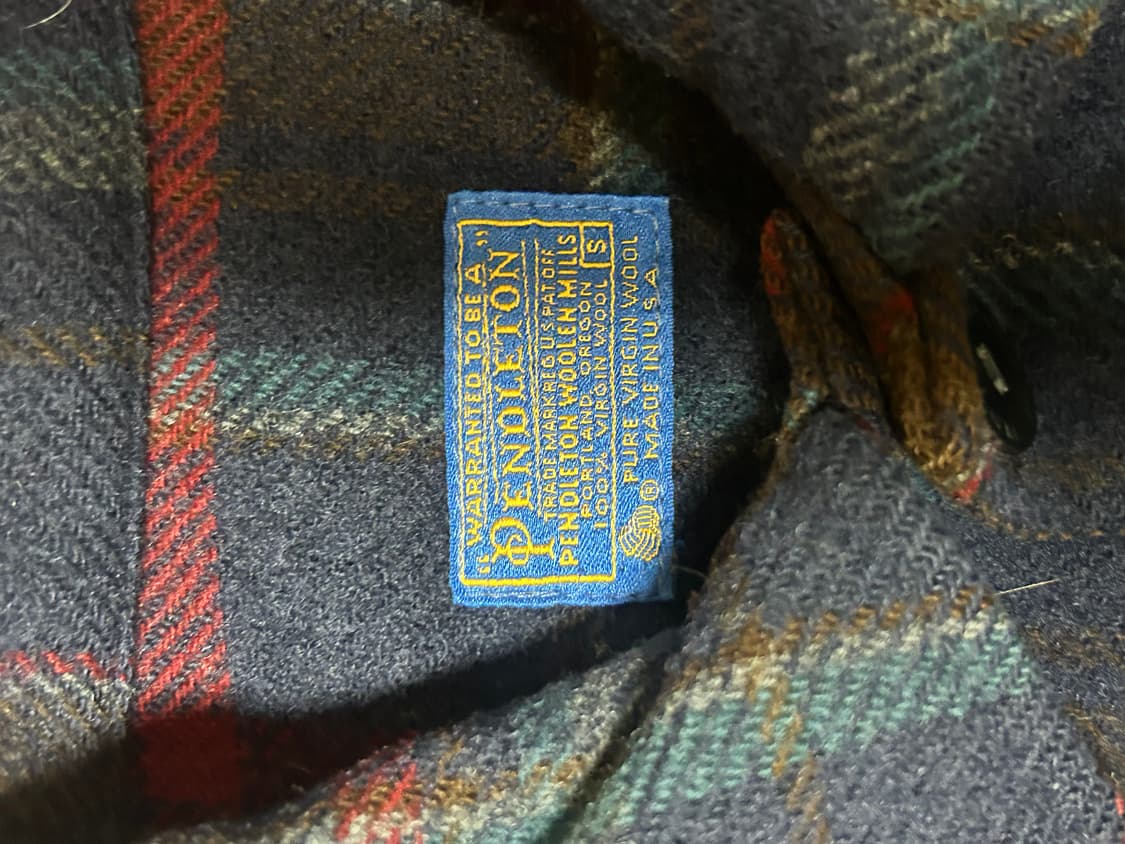 "WARRANTED TO BE A"
PENDLETON
TRADE MARK REG U S PAT OFF
PENDLETON WOOLEN MILLS
PORTLAND, OREGON
100% VIRGIN WOOL S
PURE VIRGIN WOOL
® MADE IN U S A